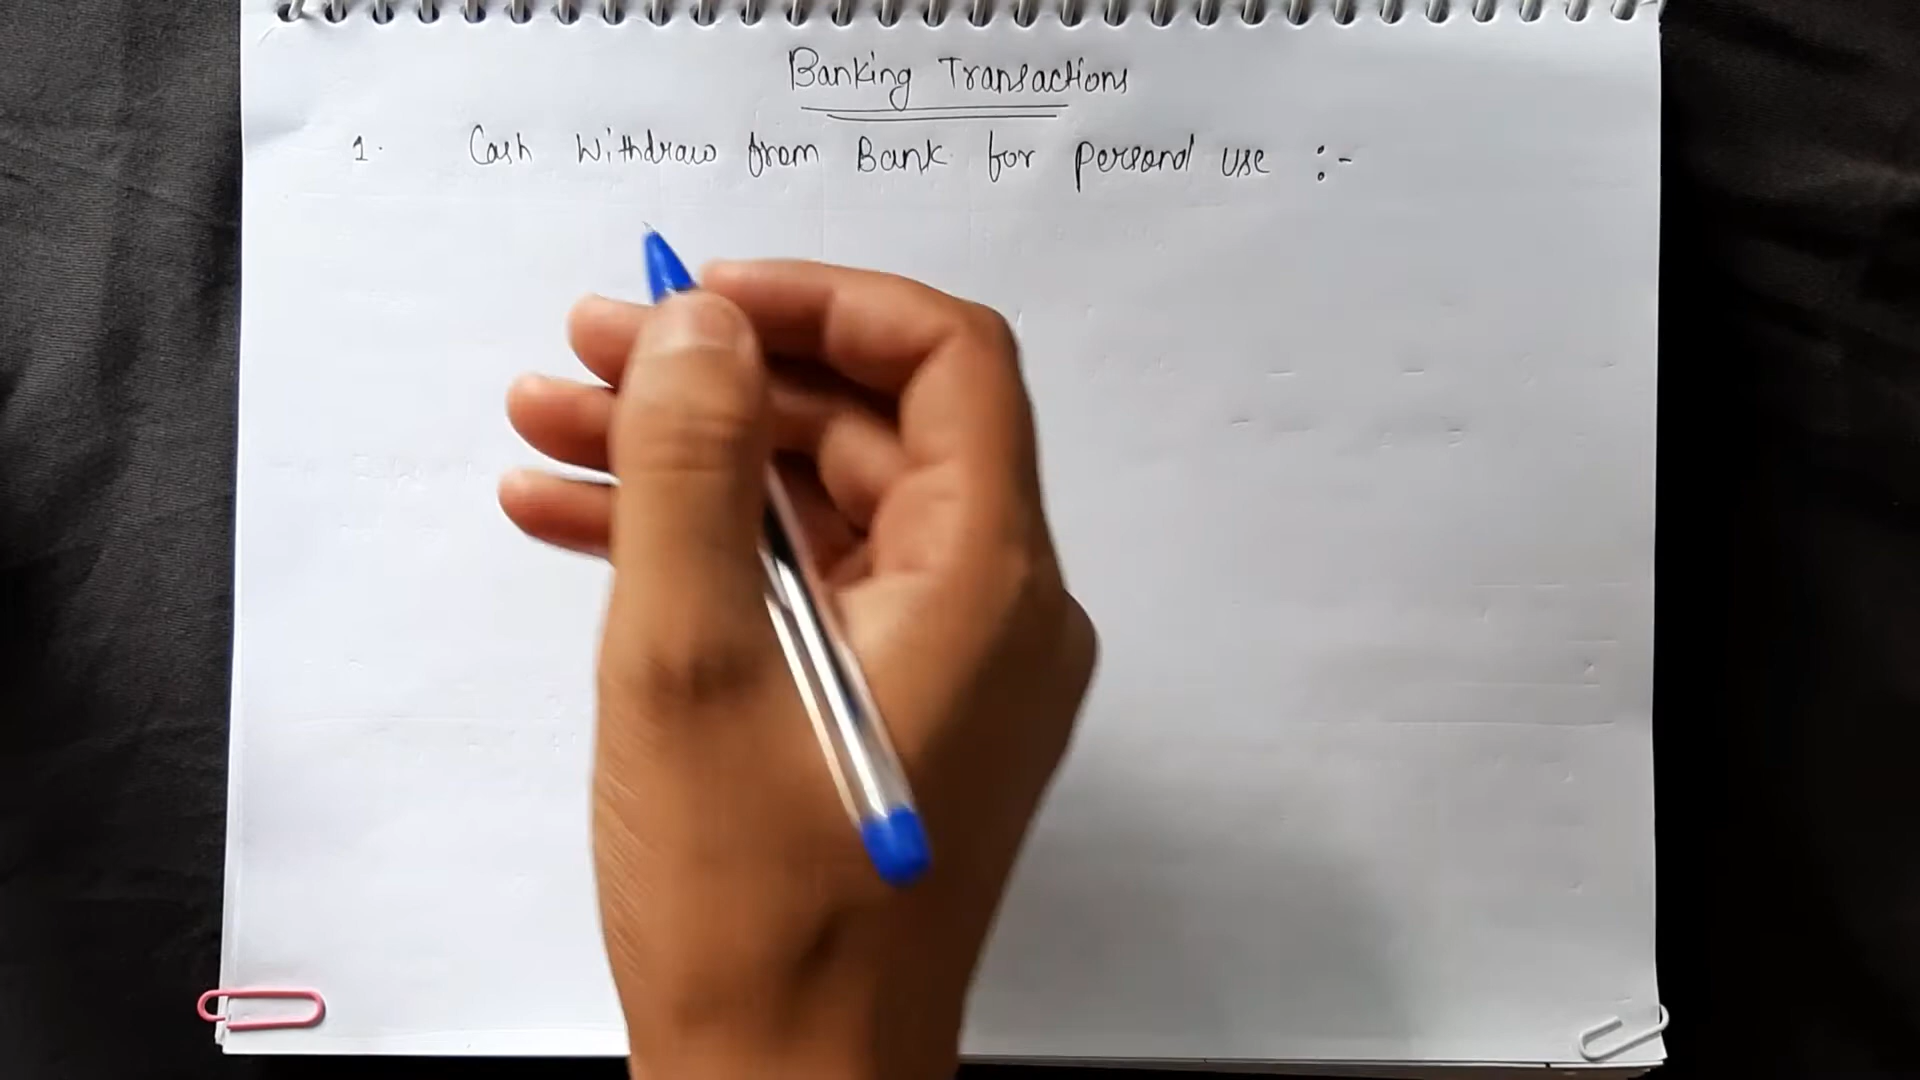 Banking Transactions
1. Cash Withdraw from Bank for personal use :-